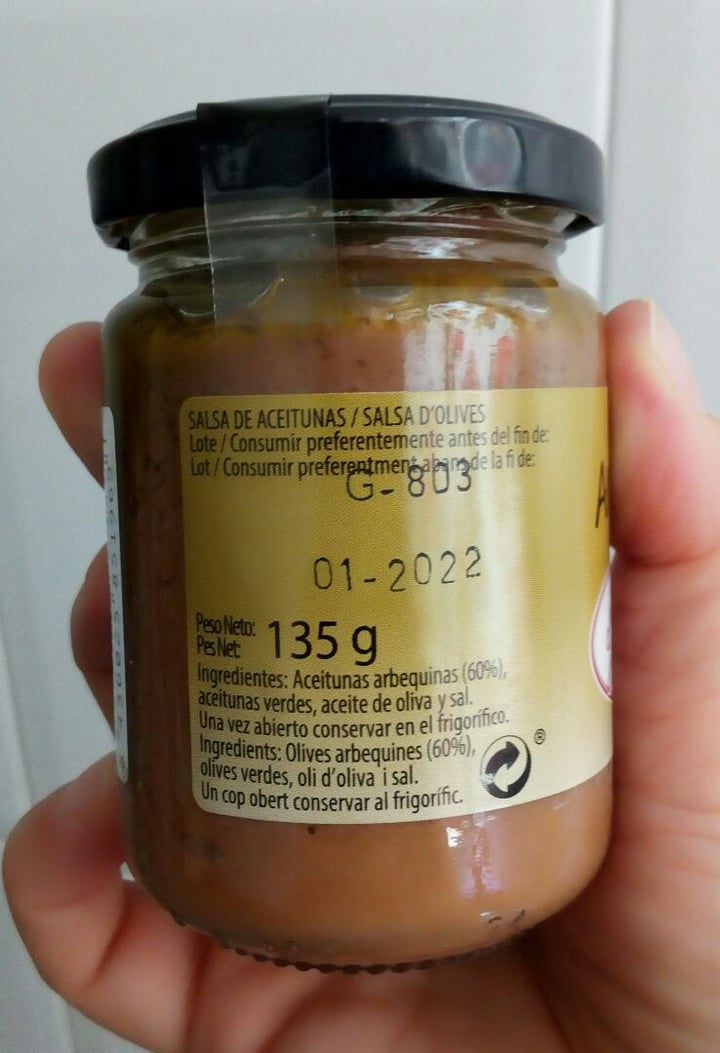 SALSA DE ACEITUNAS / SALSA D'OLIVES
Lote / Consumir preferentemente antes del fin de:
Lot / Consumir preferentment abans de la fi de:
G-803
01-2022
Peso Neto:
Pes Net:
135 g
Ingredientes: Aceitunas arbequinas (60%),
aceitunas verdes, aceite de oliva y sal.
Una vez abierto conservar en el frigorífico.
Ingredients: Olives arbequines (60%),
olives verdes, oli d'oliva i sal.
Un cop obert conservar al frigorífic.
®